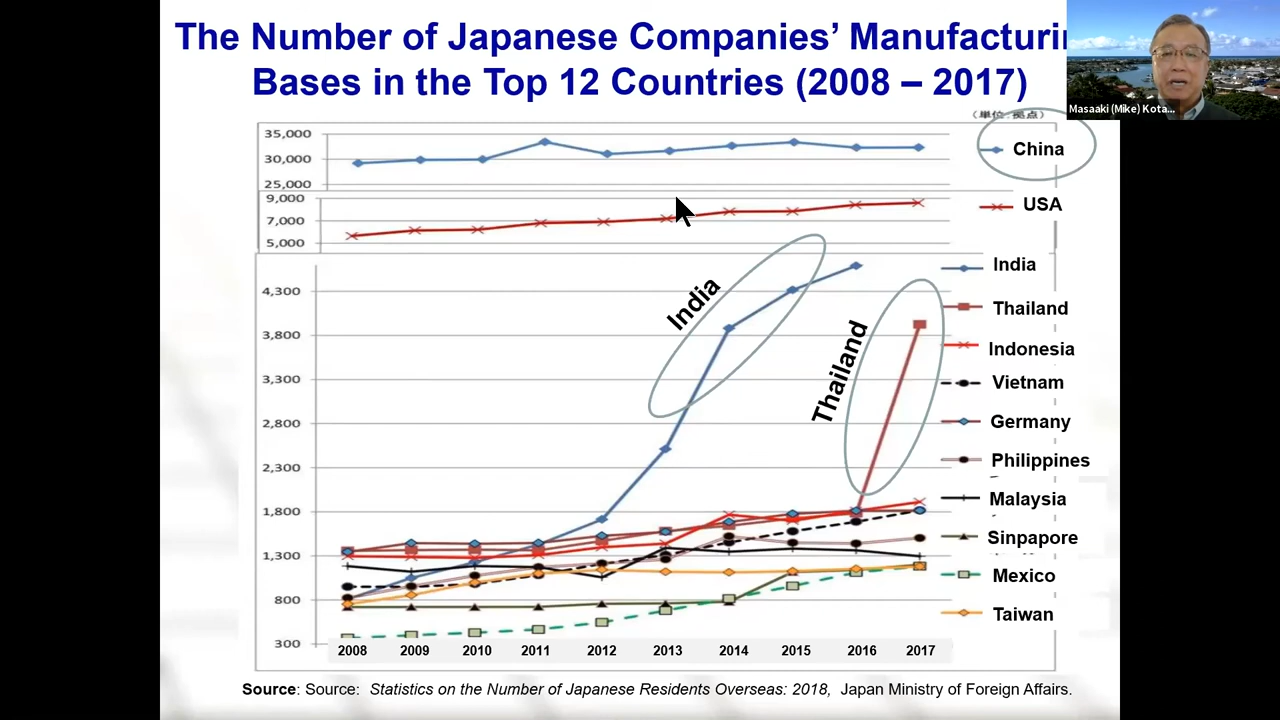 The Number of Japanese Companies’ Manufacturin
Bases in the Top 12 Countries (2008 – 2017)
Masaaki (Mike) Kota...
(単位:拠点)
35,000
30,000
25,000
9,000
7,000
5,000
4,300
3,800
3,300
2,800
2,300
1,800
1,300
800
300
India
Thailand
China
USA
India
Thailand
Indonesia
Vietnam
Germany
Philippines
Malaysia
Sinpapore
Mexico
Taiwan
2008 2009 2010 2011 2012 2013 2014 2015 2016 2017
Source: Source: Statistics on the Number of Japanese Residents Overseas: 2018, Japan Ministry of Foreign Affairs.